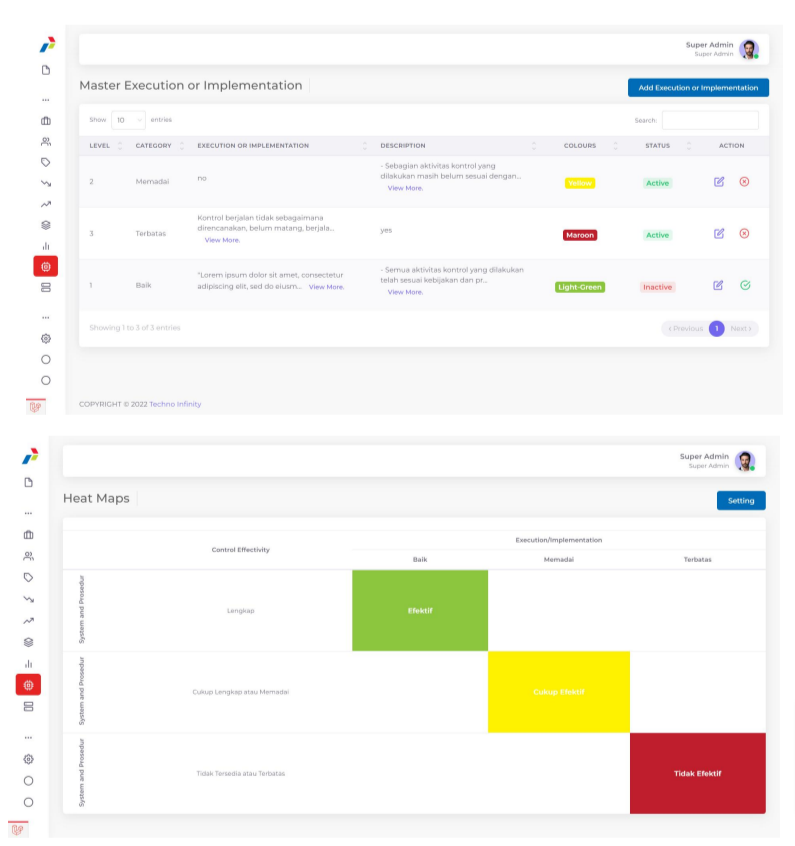 Super Admin
Super Admin
Master Execution or Implementation
Add Execution or Implementation
Show 10 entries
Search:
LEVEL CATEGORY EXECUTION OR IMPLEMENTATION DESCRIPTION COLOURS STATUS ACTION
2 Memadai no - Sebagian aktivitas kontrol yang
dilakukan masih belum sesuai dengan...
View More.
Yellow Active
3 Terbatas Kontrol berjalan tidak sebagaimana
direncanakan, belum matang, berjala...
View More.
yes Maroon Active
1 Baik "Lorem ipsum dolor sit amet, consectetur
adipiscing elit, sed do eiusm... View More.
- Semua aktivitas kontrol yang dilakukan
telah sesuai kebijakan dan pr...
View More.
Light-Green Inactive
Showing 1 to 3 of 3 entries
‹ Previous 1 Next ›
COPYRIGHT © 2022 Techno Infinity
Super Admin
Super Admin
Heat Maps
Setting
Control Effectivity
Execution/Implementation
Baik Memadai Terbatas
System and Prosedur
Lengkap
Efektif
System and Prosedur
Cukup Lengkap atau Memadai
Cukup Efektif
System and Prosedur
Tidak Tersedia atau Terbatas
Tidak Efektif